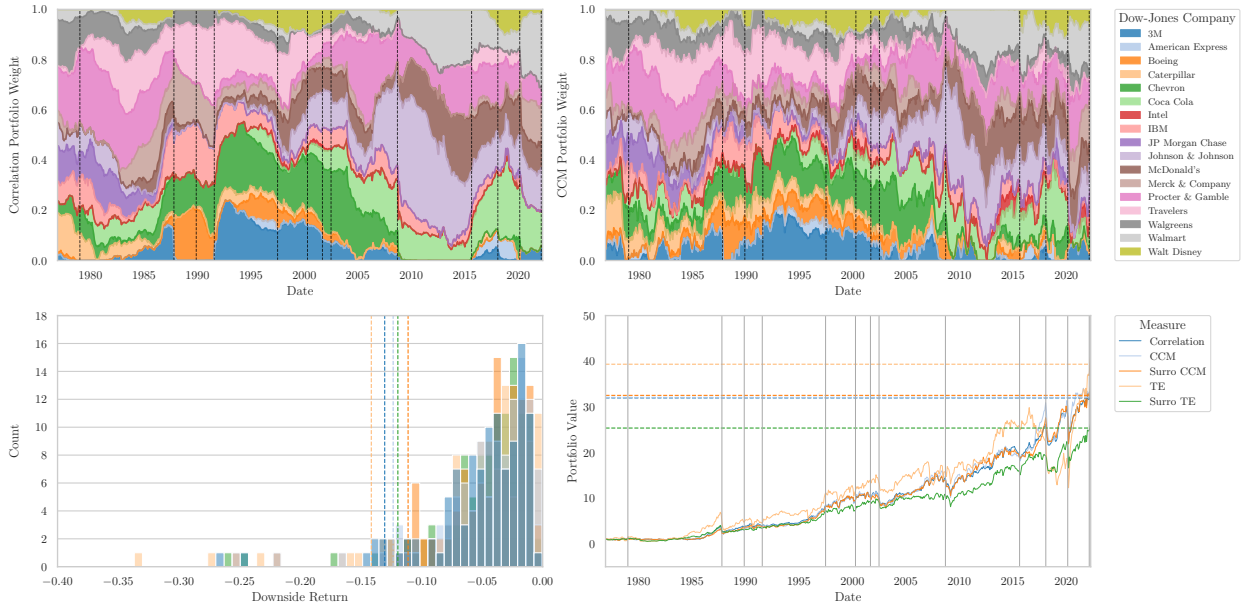 1.0
0.8
0.6
0.4
0.2
0.0
Correlation Portfolio Weight
1980
1985
1990
1995
2000
2005
2010
2015
2020
Date
1.0
0.8
0.6
0.4
0.2
0.0
CCM Portfolio Weight
1980
1985
1990
1995
2000
2005
2010
2015
2020
Date
Dow-Jones Company
3M
American Express
Boeing
Caterpillar
Chevron
Coca Cola
Intel
IBM
JP Morgan Chase
Johnson & Johnson
McDonald's
Merck & Company
Procter & Gamble
Travelers
Walgreens
Walmart
Walt Disney
18
16
14
12
10
8
6
4
2
0
Count
−0.40
−0.35
−0.30
−0.25
−0.20
−0.15
−0.10
−0.05
0.00
Downside Return
50
40
30
20
10
0
Portfolio Value
1980
1985
1990
1995
2000
2005
2010
2015
2020
Date
Measure
Correlation
CCM
Surro CCM
TE
Surro TE